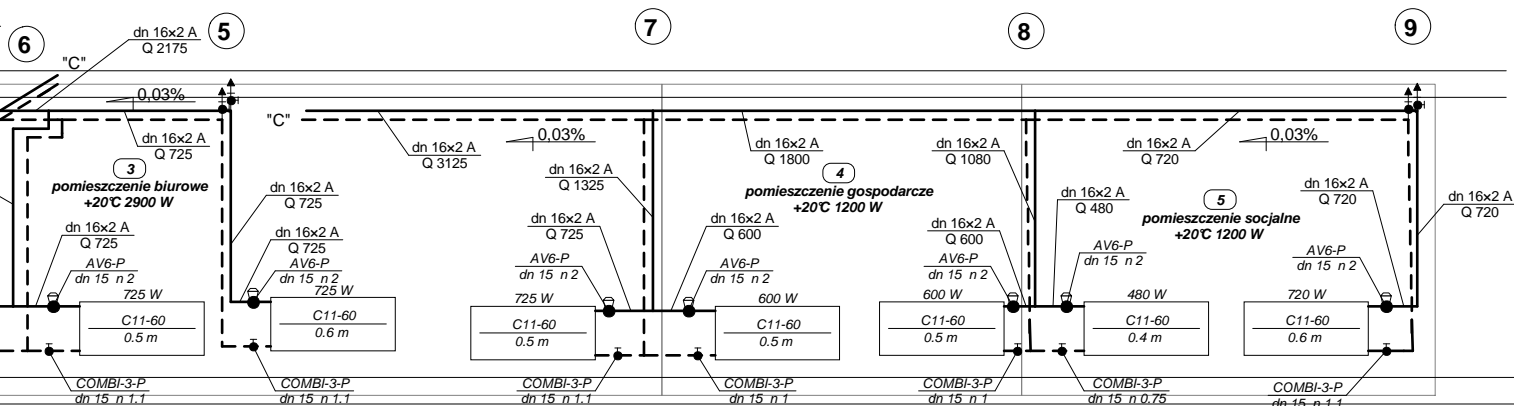 6
dn 16×2 A
Q 2175
5
7
8
9
"C"
0,03%
"C"
dn 16×2 A
Q 725
dn 16×2 A
Q 3125
0,03%
dn 16×2 A
Q 1800
dn 16×2 A
Q 1080
dn 16×2 A
Q 720
0,03%
3
pomieszczenie biurowe
+20°C 2900 W
dn 16×2 A
Q 725
dn 16×2 A
Q 1325
4
pomieszczenie gospodarcze
+20°C 1200 W
dn 16×2 A
Q 480
5
pomieszczenie socjalne
+20°C 1200 W
dn 16×2 A
Q 720
dn 16×2 A
Q 720
dn 16×2 A
Q 725
dn 16×2 A
Q 725
dn 16×2 A
Q 725
dn 16×2 A
Q 600
dn 16×2 A
Q 600
AV6-P
dn 15 n 2
AV6-P
dn 15 n 2
AV6-P
dn 15 n 2
AV6-P
dn 15 n 2
AV6-P
dn 15 n 2
AV6-P
dn 15 n 2
AV6-P
dn 15 n 2
725 W
C11-60
0.5 m
725 W
C11-60
0.6 m
725 W
C11-60
0.5 m
600 W
C11-60
0.5 m
600 W
C11-60
0.5 m
480 W
C11-60
0.4 m
720 W
C11-60
0.6 m
COMBI-3-P
dn 15 n 1.1
COMBI-3-P
dn 15 n 1.1
COMBI-3-P
dn 15 n 1.1
COMBI-3-P
dn 15 n 1
COMBI-3-P
dn 15 n 1
COMBI-3-P
dn 15 n 0.75
COMBI-3-P
dn 15 n 1.1